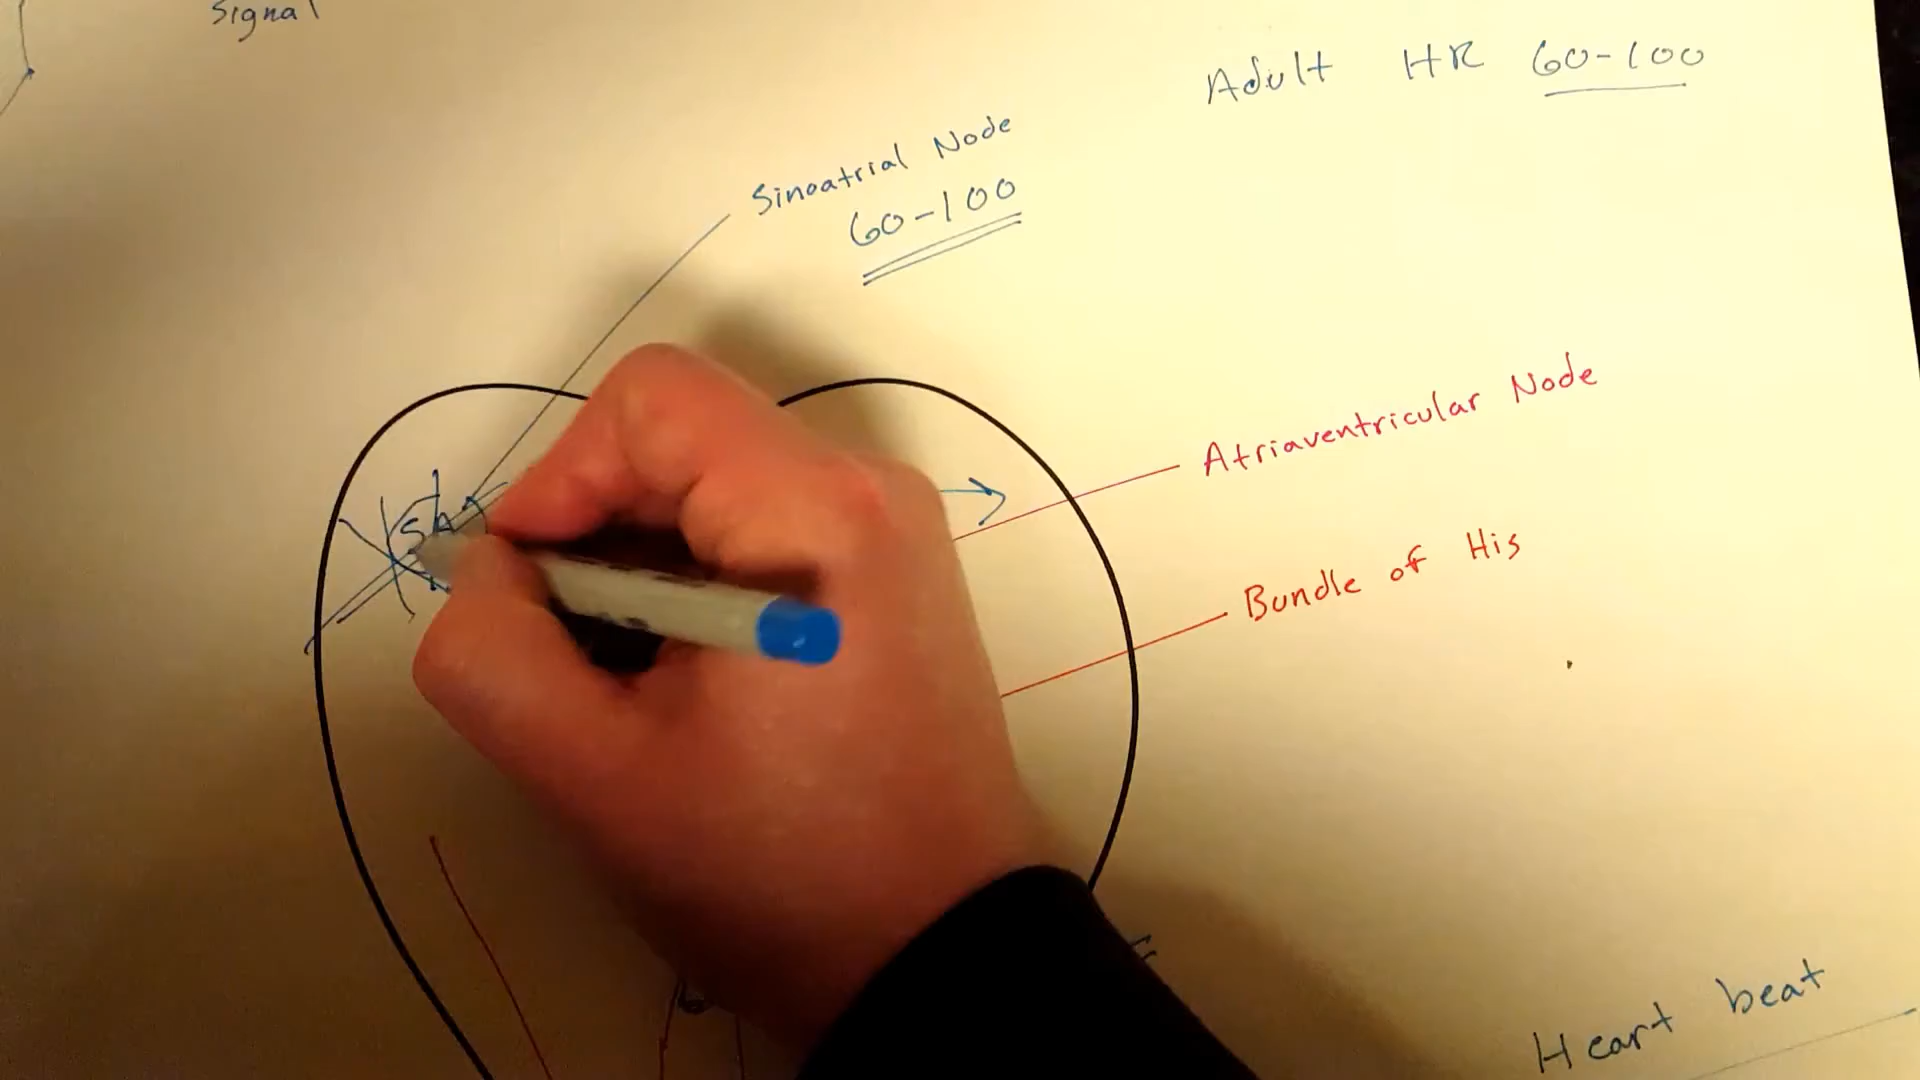 Signal
Adult HR 60-100
Sinoatrial Node
60-100
Atriaventricular Node
Bundle of His
Heart beat